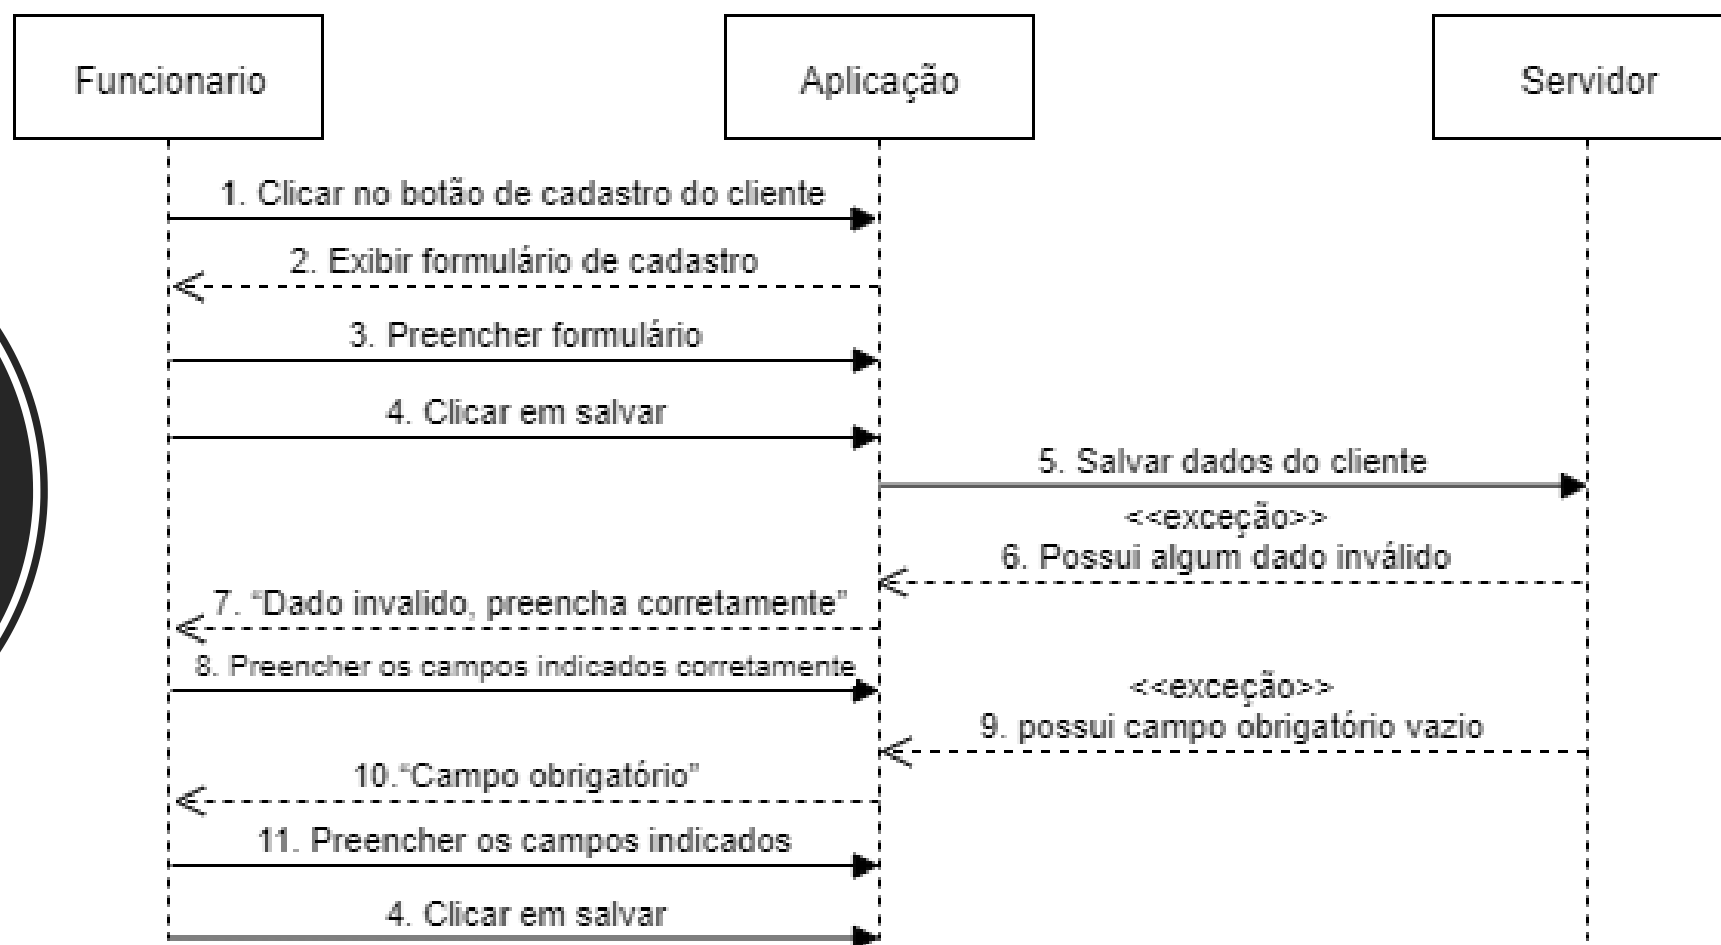 Funcionario
Aplicação
Servidor
1. Clicar no botão de cadastro do cliente
2. Exibir formulário de cadastro
3. Preencher formulário
4. Clicar em salvar
5. Salvar dados do cliente
<<exceção>>
6. Possui algum dado inválido
7. “Dado invalido, preencha corretamente”
8. Preencher os campos indicados corretamente
<<exceção>>
9. possui campo obrigatório vazio
10.“Campo obrigatório”
11. Preencher os campos indicados
4. Clicar em salvar